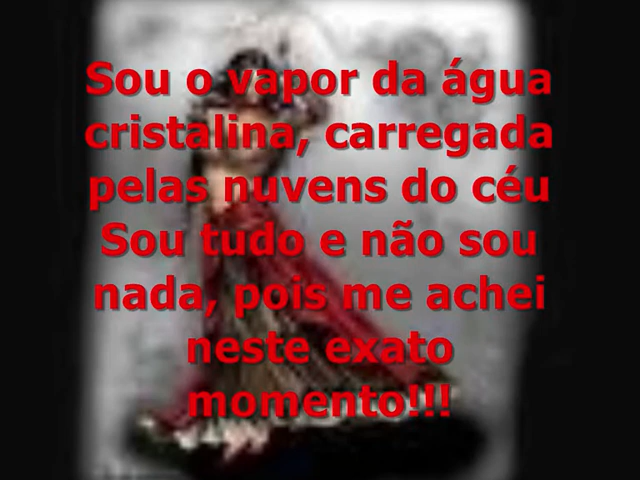 Sou o vapor da água
cristalina, carregada
pelas nuvens do céu
Sou tudo e não sou
nada, pois me achei
neste exato
momento!!!